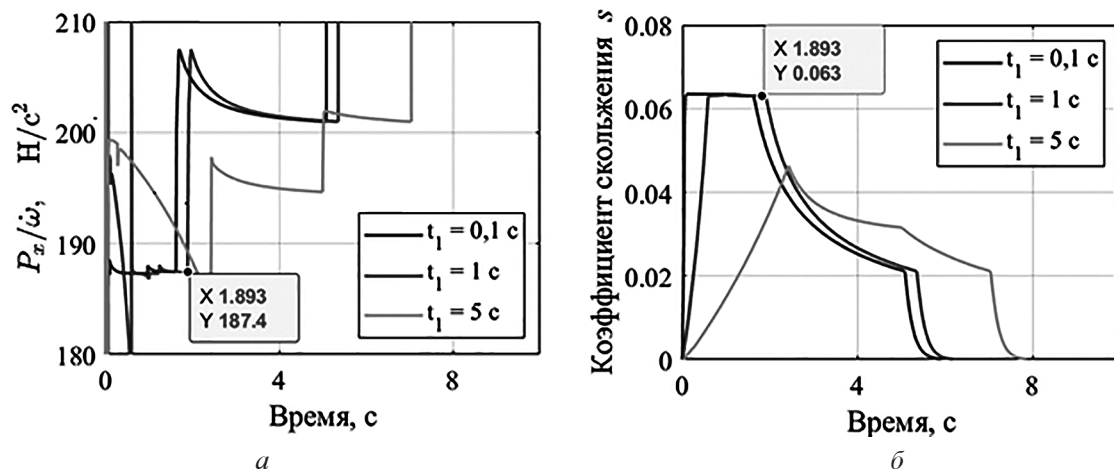 210
200
190
180
P_x/ω̇, Н/с²
X 1.893
Y 187.4
t₁ = 0,1 с
t₁ = 1 с
t₁ = 5 с
0
4
8
Время, с
а
0.08
0.06
0.04
0.02
0
Коэффициент скольжения s
X 1.893
Y 0.063
t₁ = 0,1 с
t₁ = 1 с
t₁ = 5 с
0
4
8
Время, с
б